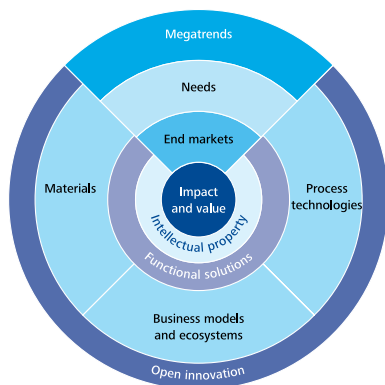 Megatrends
Needs
End markets
Materials
Impact
and value
Process
technologies
Intellectual property
Functional solutions
Business models
and ecosystems
Open innovation